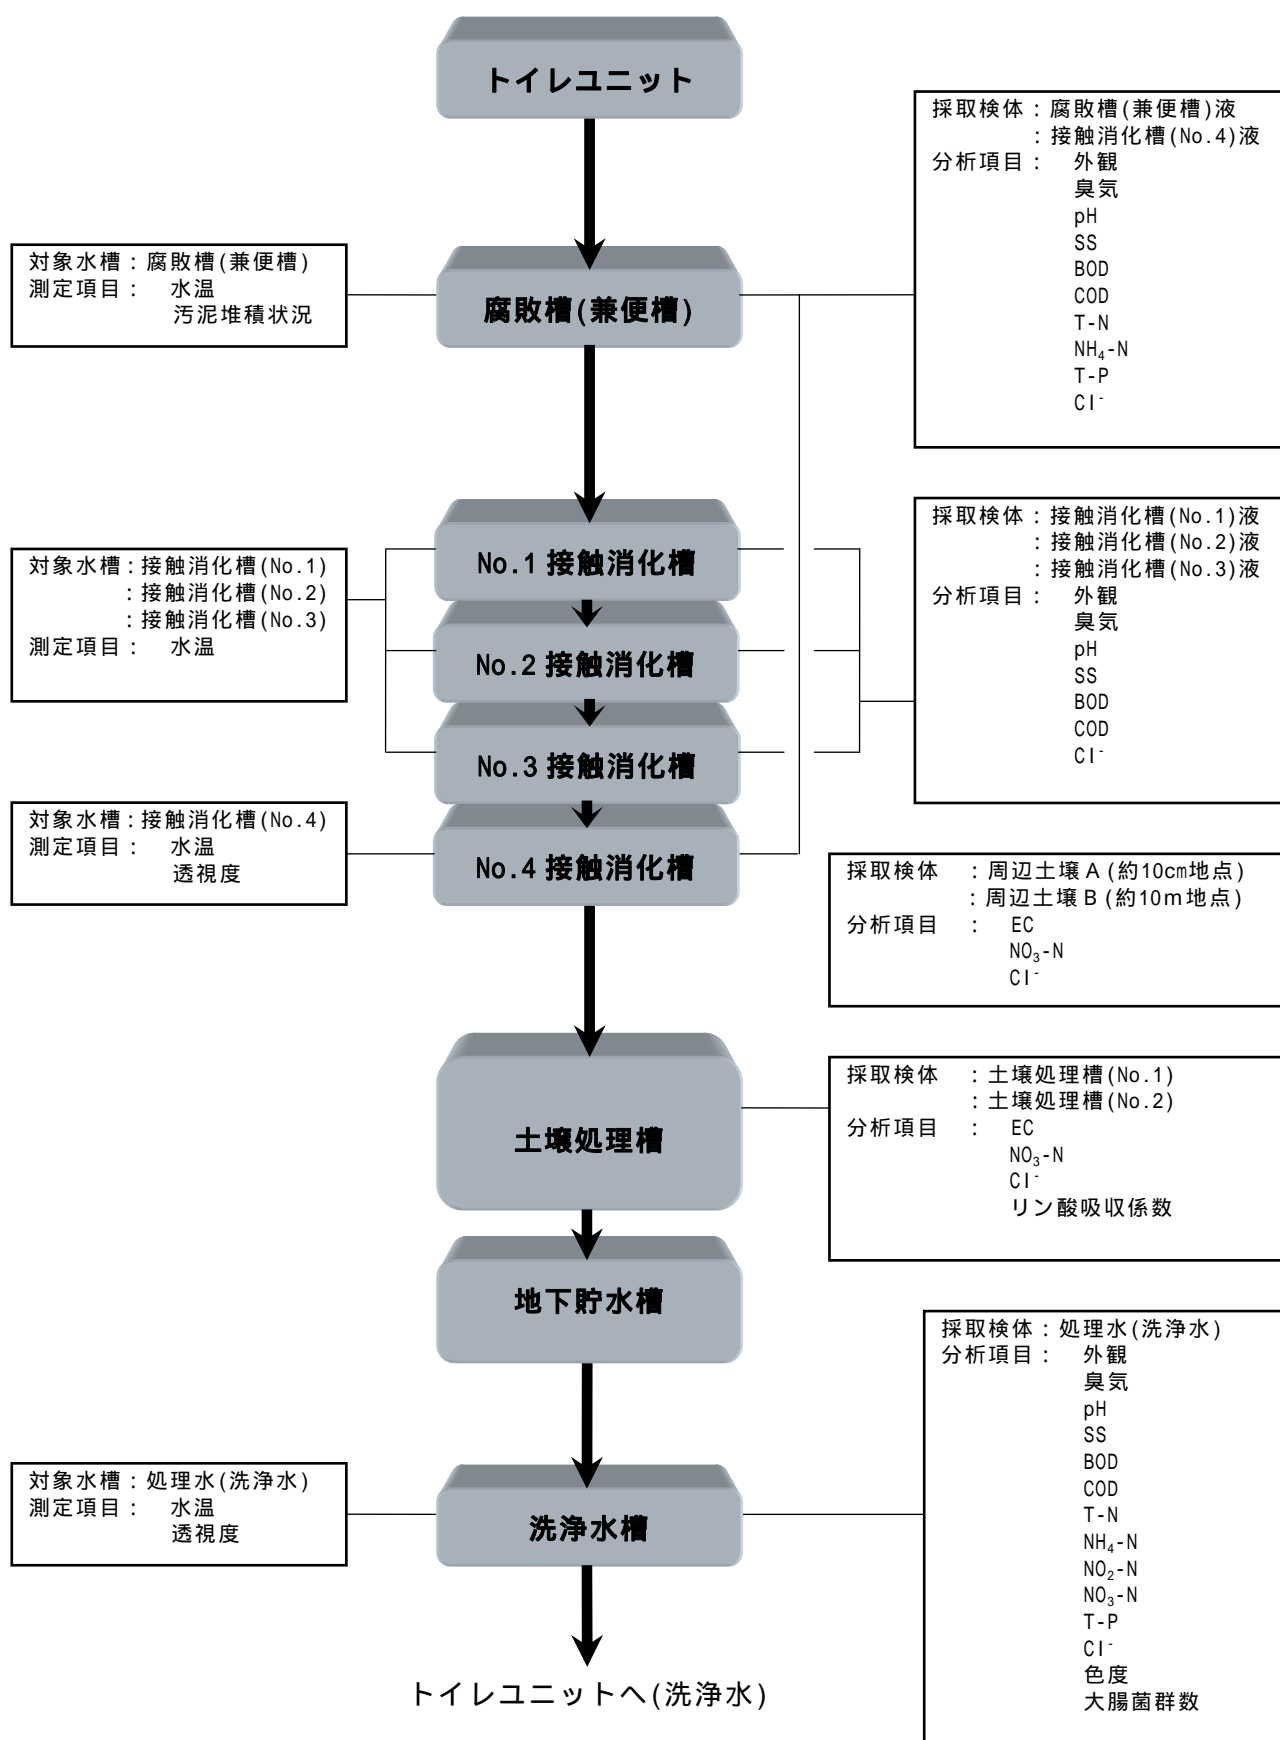 トイレユニット
採取検体：腐敗槽(兼便槽)液
：接触消化槽(No.4)液
分析項目： 外観
臭気
pH
SS
BOD
COD
T-N
NH₄-N
T-P
Cl⁻
対象水槽：腐敗槽(兼便槽)
測定項目： 水温
汚泥堆積状況
腐敗槽(兼便槽)
採取検体：接触消化槽(No.1)液
：接触消化槽(No.2)液
：接触消化槽(No.3)液
分析項目： 外観
臭気
pH
SS
BOD
COD
Cl⁻
対象水槽：接触消化槽(No.1)
：接触消化槽(No.2)
：接触消化槽(No.3)
測定項目： 水温
No.1 接触消化槽
No.2 接触消化槽
No.3 接触消化槽
No.4 接触消化槽
対象水槽：接触消化槽(No.4)
測定項目： 水温
透視度
採取検体 ：周辺土壌Ａ(約10㎝地点)
：周辺土壌Ｂ(約10ｍ地点)
分析項目 ： EC
NO₃-N
Cl⁻
土壌処理槽
採取検体 ：土壌処理槽(No.1)
：土壌処理槽(No.2)
分析項目 ： EC
NO₃-N
Cl⁻
リン酸吸収係数
地下貯水槽
採取検体：処理水(洗浄水)
分析項目： 外観
臭気
pH
SS
BOD
COD
T-N
NH₄-N
NO₂-N
NO₃-N
T-P
Cl⁻
色度
大腸菌群数
対象水槽：処理水(洗浄水)
測定項目： 水温
透視度
洗浄水槽
トイレユニットへ(洗浄水)